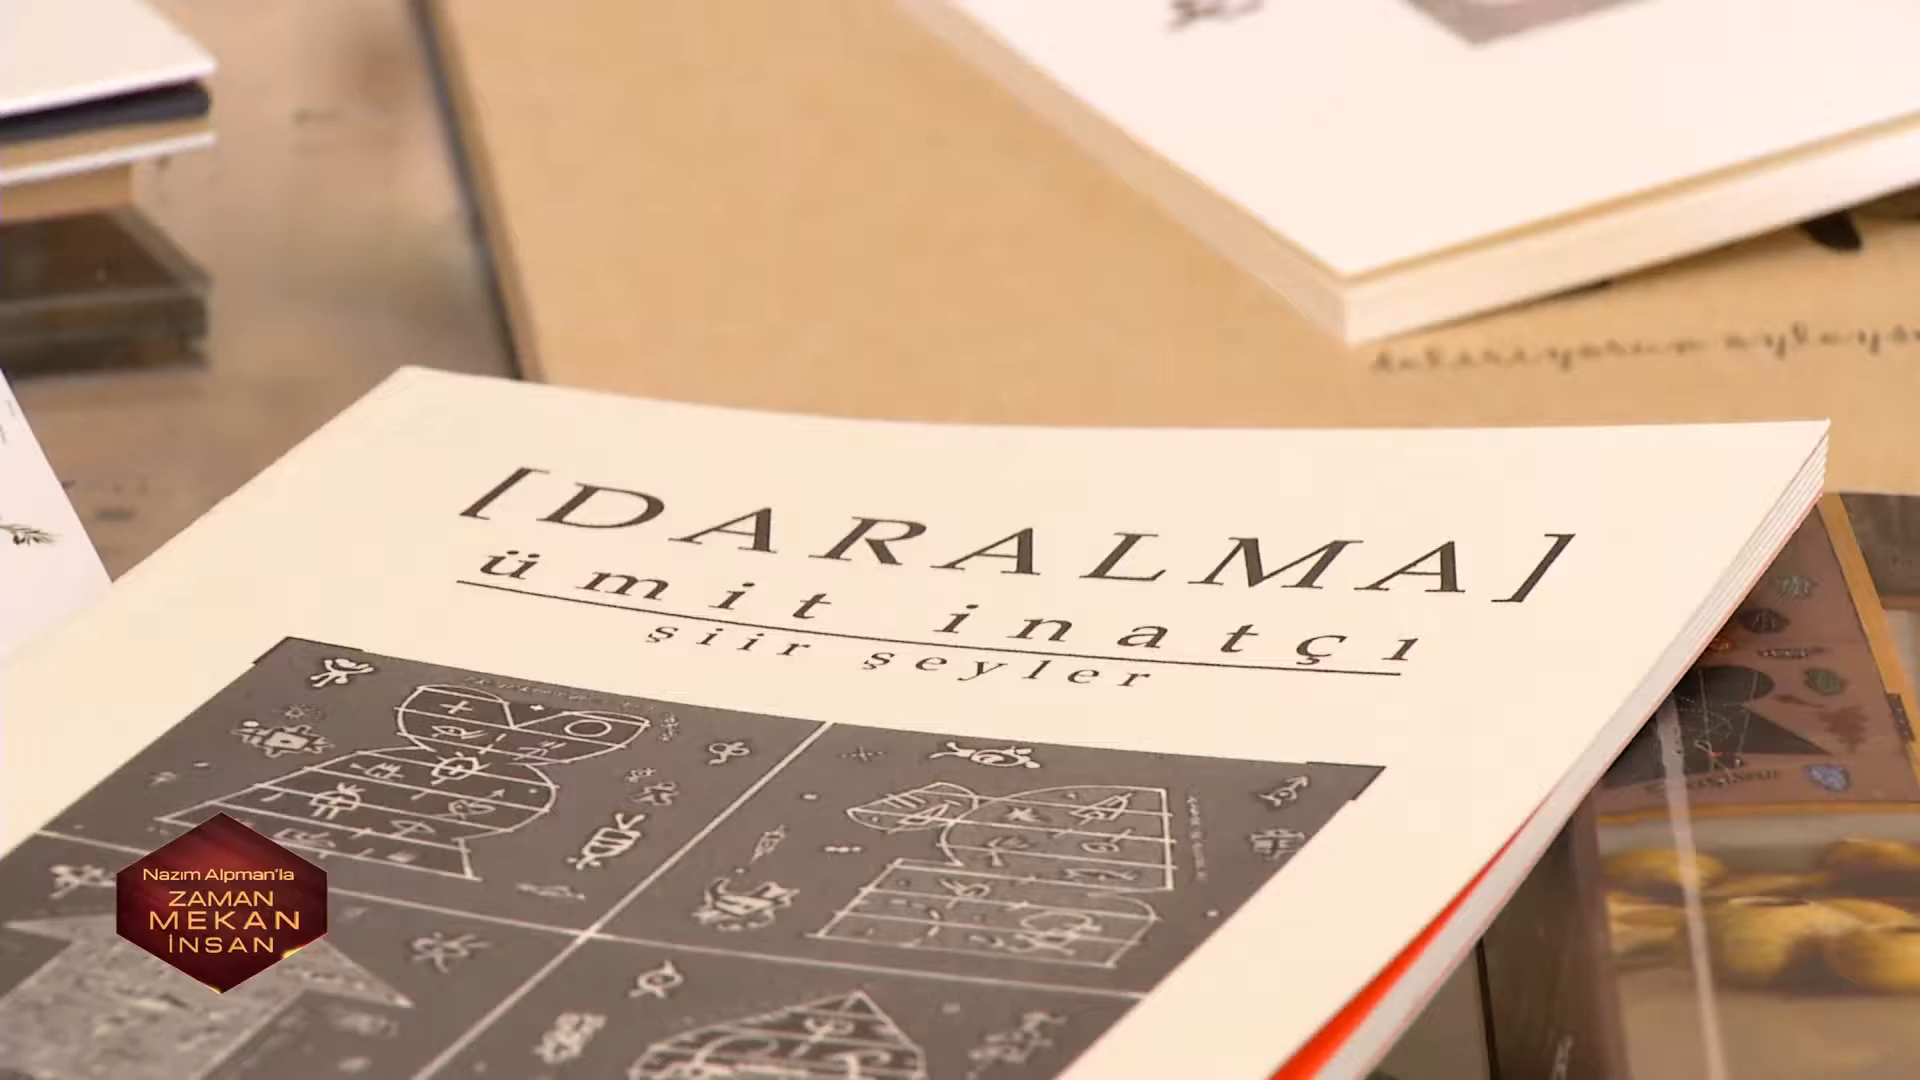 [DARALMA]
ümit inatçı
şiir şeyler
Nazım Alpman'la
ZAMAN
MEKAN
İNSAN